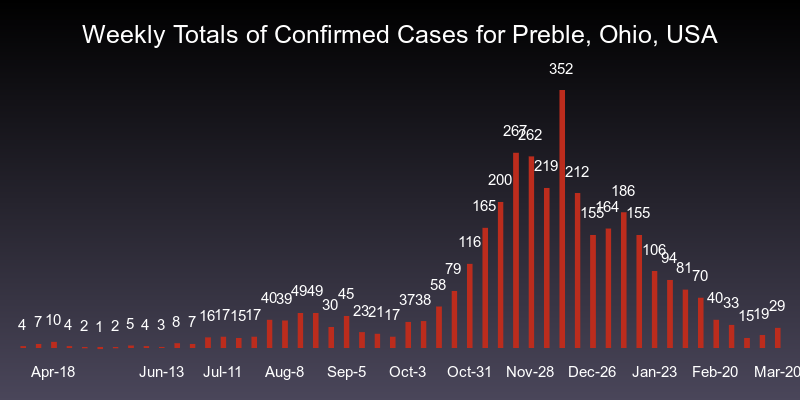 Weekly Totals of Confirmed Cases for Preble, Ohio, USA
4 7 10 4 2 1 2 5 4 3 8 7 16 17 15 17 40 39 49 49 30 45 23 21 17 37 38 58 79 116 165 200 267 262 219 352 212 155 164 186 155 106 94 81 70 40 33 15 19 29
Apr-18 Jun-13 Jul-11 Aug-8 Sep-5 Oct-3 Oct-31 Nov-28 Dec-26 Jan-23 Feb-20 Mar-20